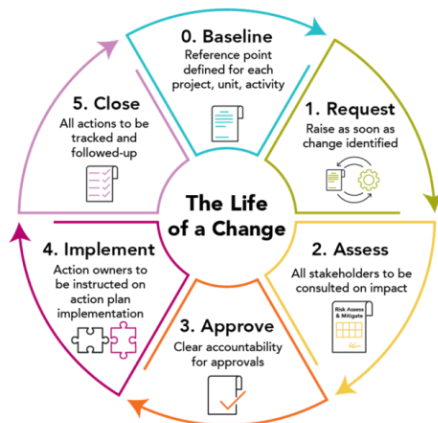 0. Baseline
Reference point
defined for each
project, unit, activity
1. Request
Raise as soon as
change identified
2. Assess
All stakeholders to be
consulted on impact
Risk Assess
& Mitigate
3. Approve
Clear accountability
for approvals
4. Implement
Action owners to
be instructed on
action plan
implementation
5. Close
All actions to be
tracked and
followed-up
The Life
of a Change